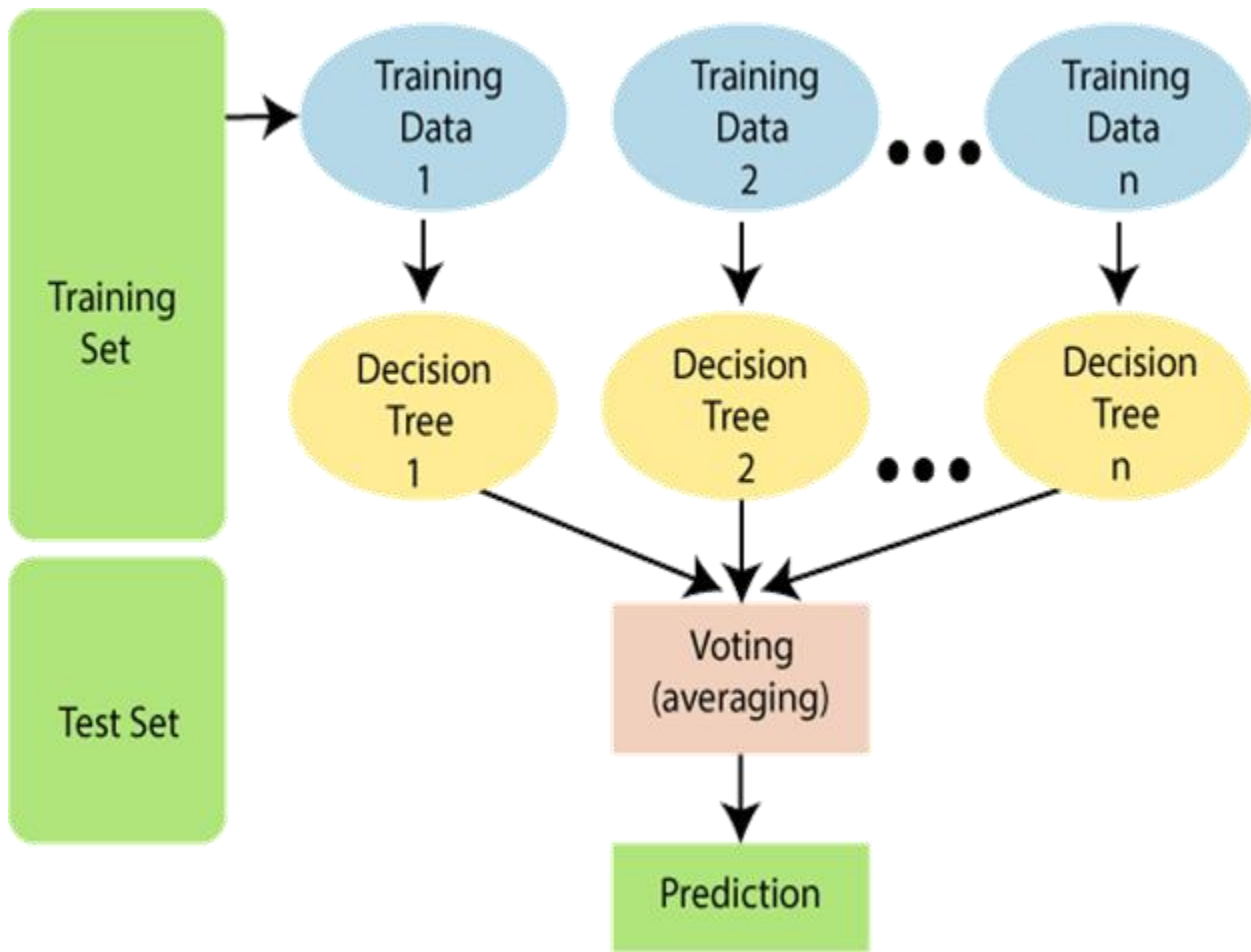 Training
Set
Test Set
Training
Data
1
Training
Data
2
Training
Data
n
Decision
Tree
1
Decision
Tree
2
Decision
Tree
n
Voting
(averaging)
Prediction